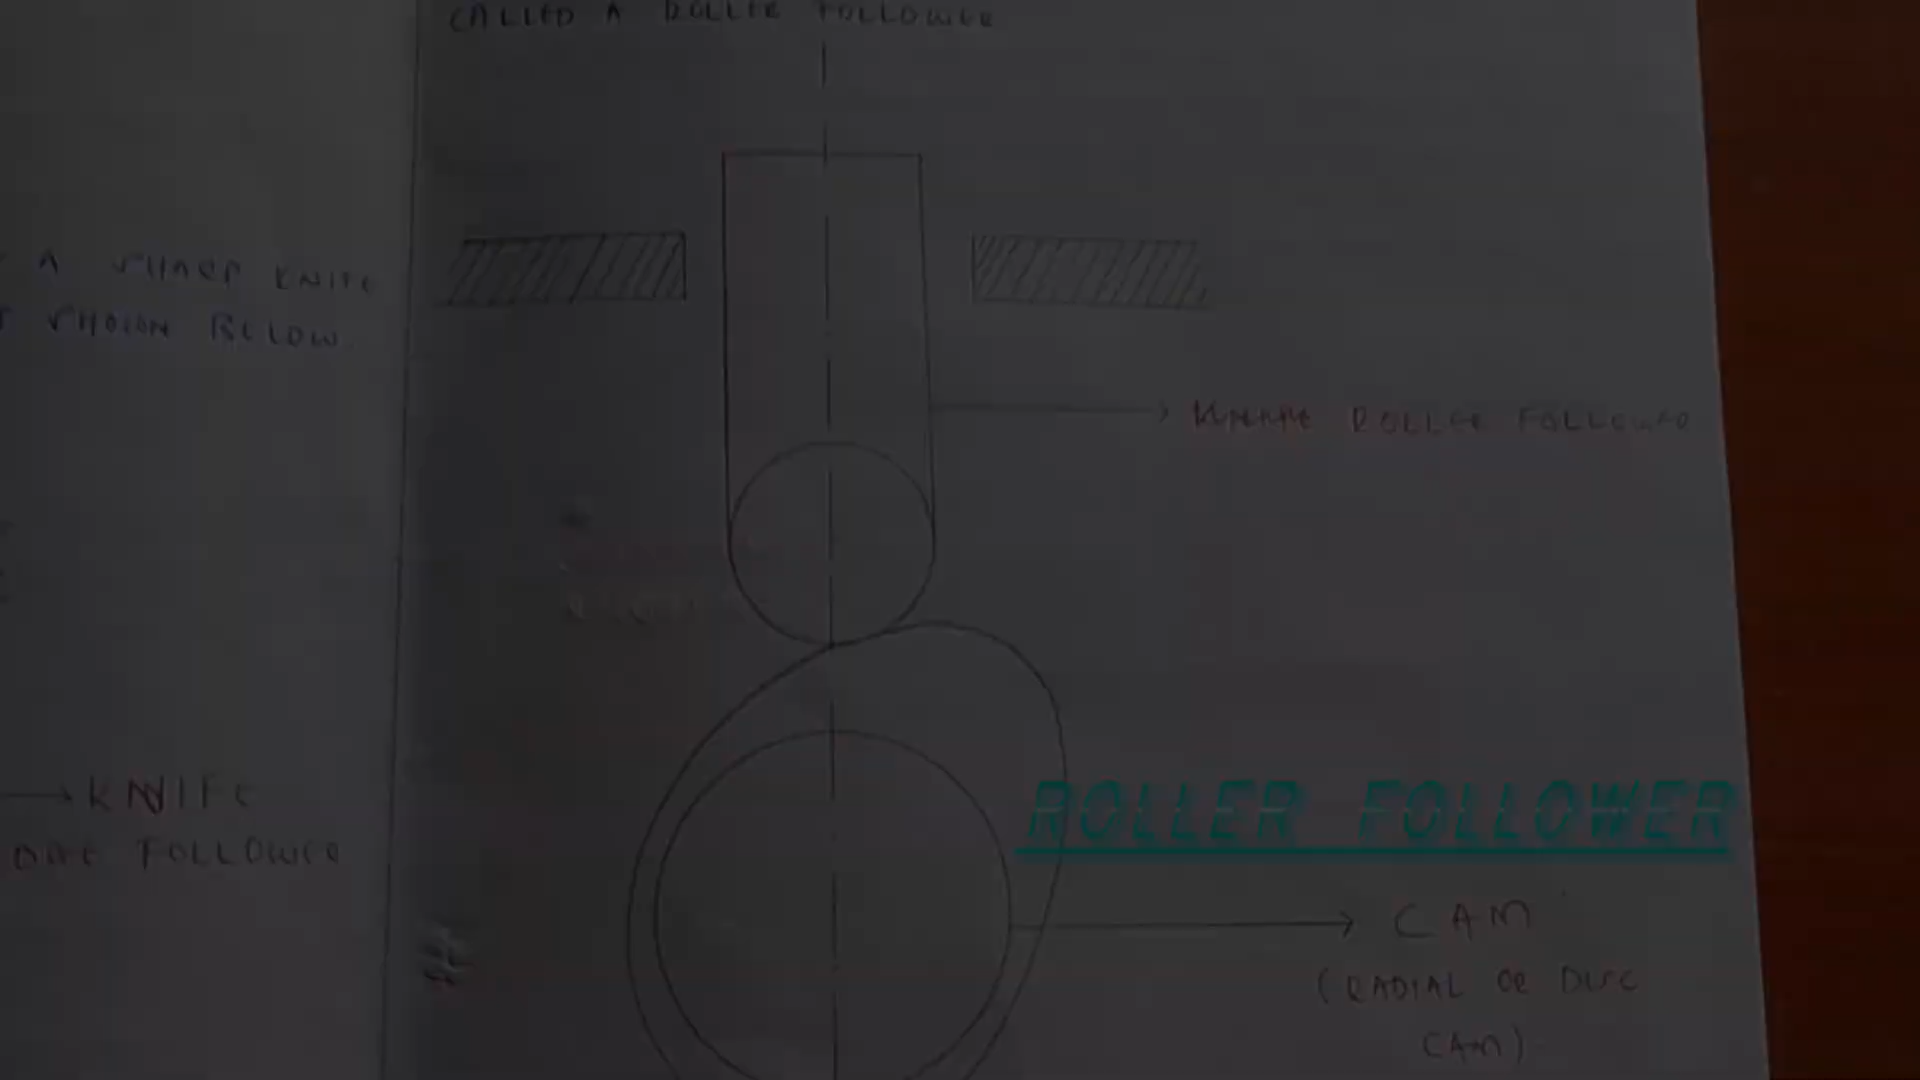 CALLED A ROLLER FOLLOWER
A SHARP KNIFE
SHOWN BELOW.
ROLLER FOLLOWER
KNIFE
FOLLOWER
ROLLER FOLLOWER
CAM
(RADIAL OR DISC
CAM)